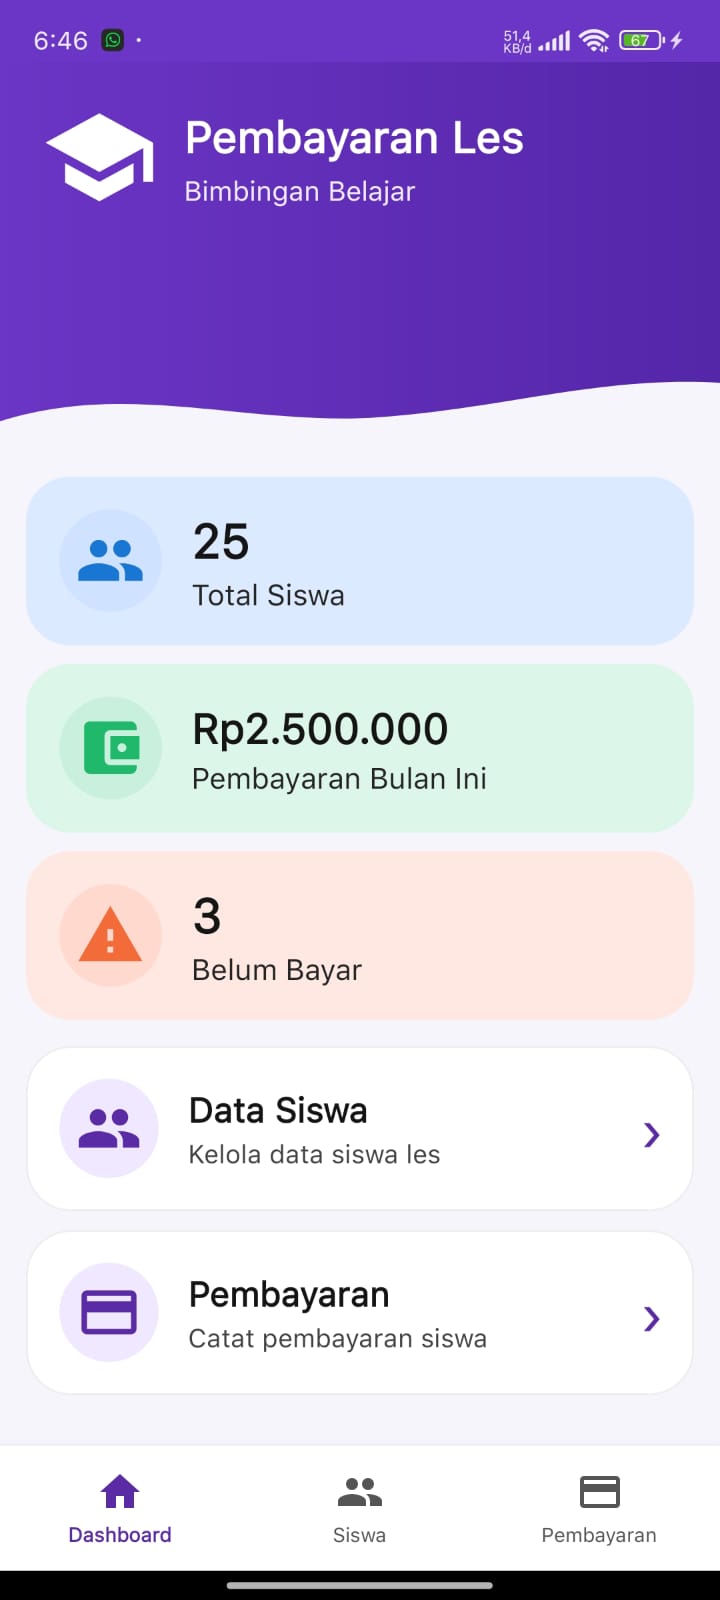 6:46
51,4
KB/d
67
Pembayaran Les
Bimbingan Belajar
25
Total Siswa
Rp2.500.000
Pembayaran Bulan Ini
3
Belum Bayar
Data Siswa
Kelola data siswa les
Pembayaran
Catat pembayaran siswa
Dashboard
Siswa
Pembayaran